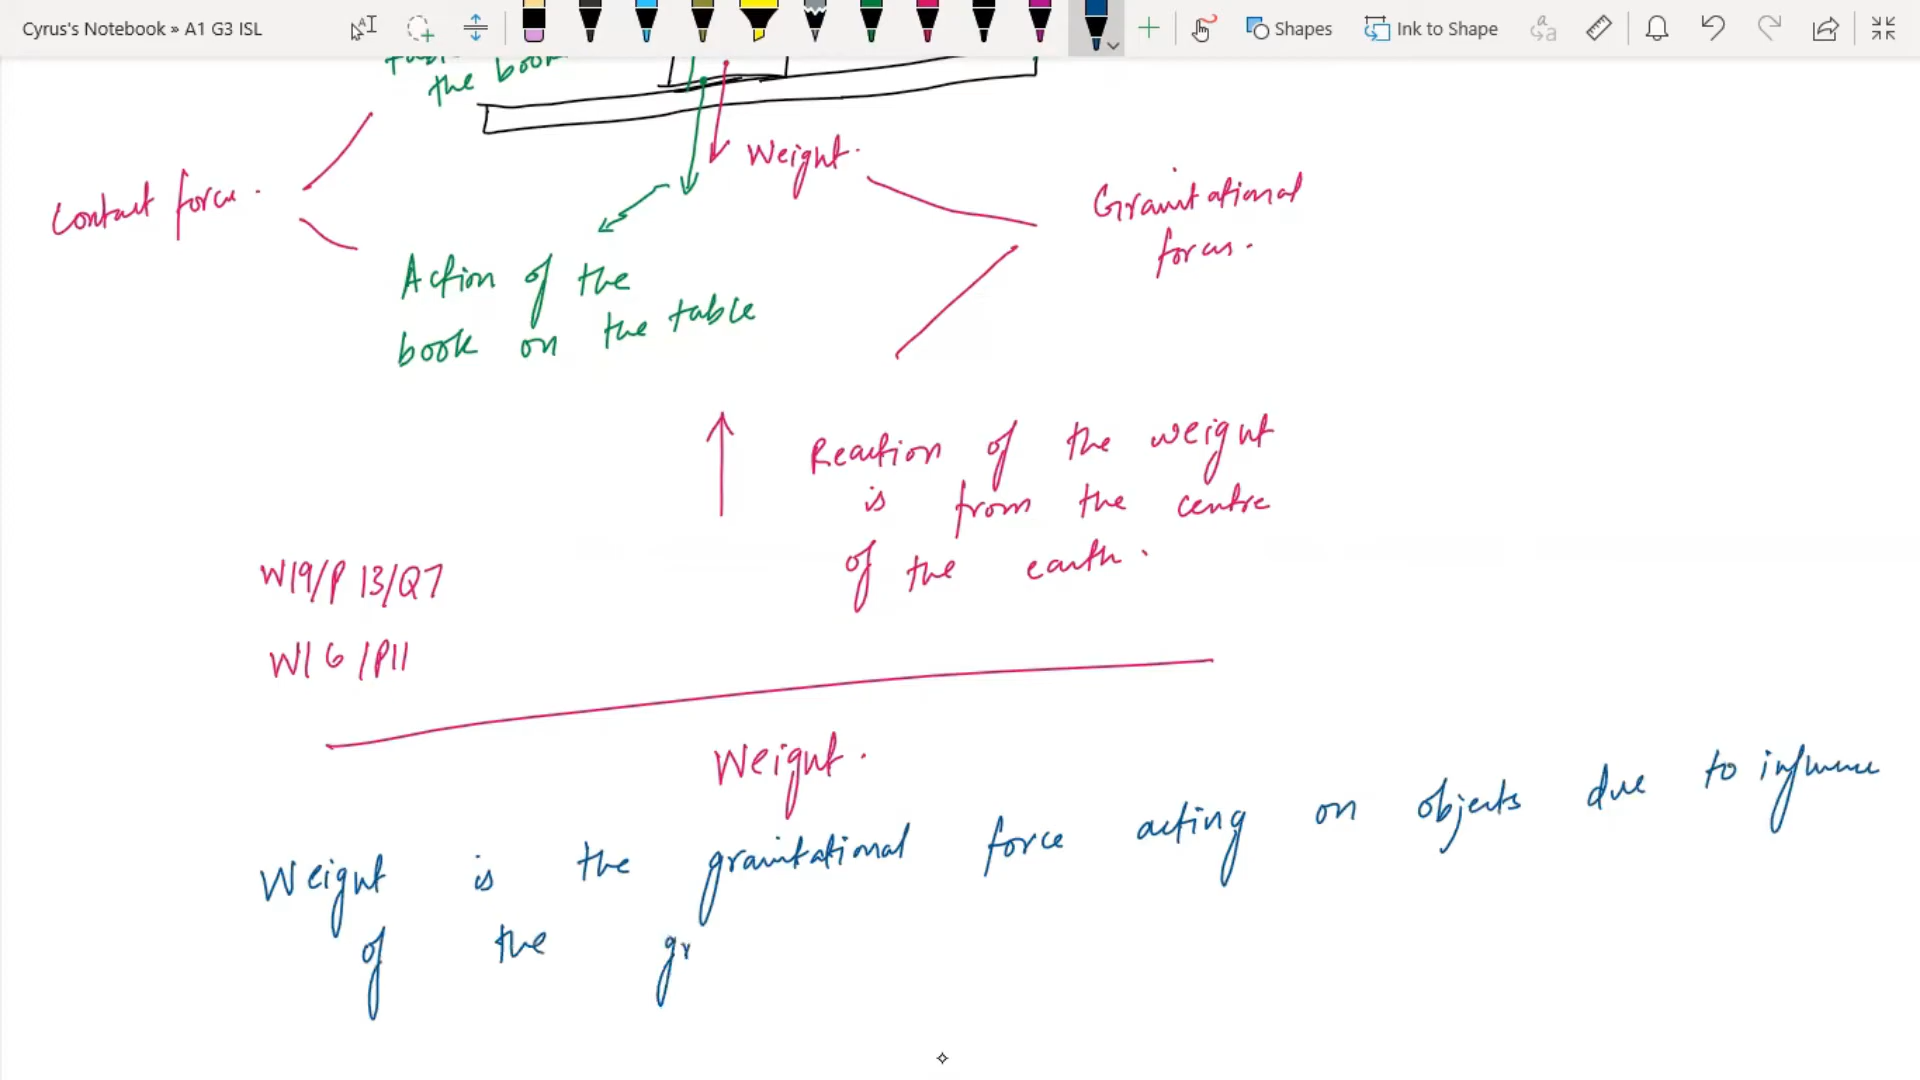 Cyrus's Notebook » A1 G3 ISL
Shapes
Ink to Shape
the book
Weight.
Contact force.
Gravitational
forces.
Action of the
book on the table
Reaction of the weight
is from the centre
of the earth.
W19/P13/Q7
W16/P11
Weight.
Weight is the gravitational force acting on objects due to influence
of the gr